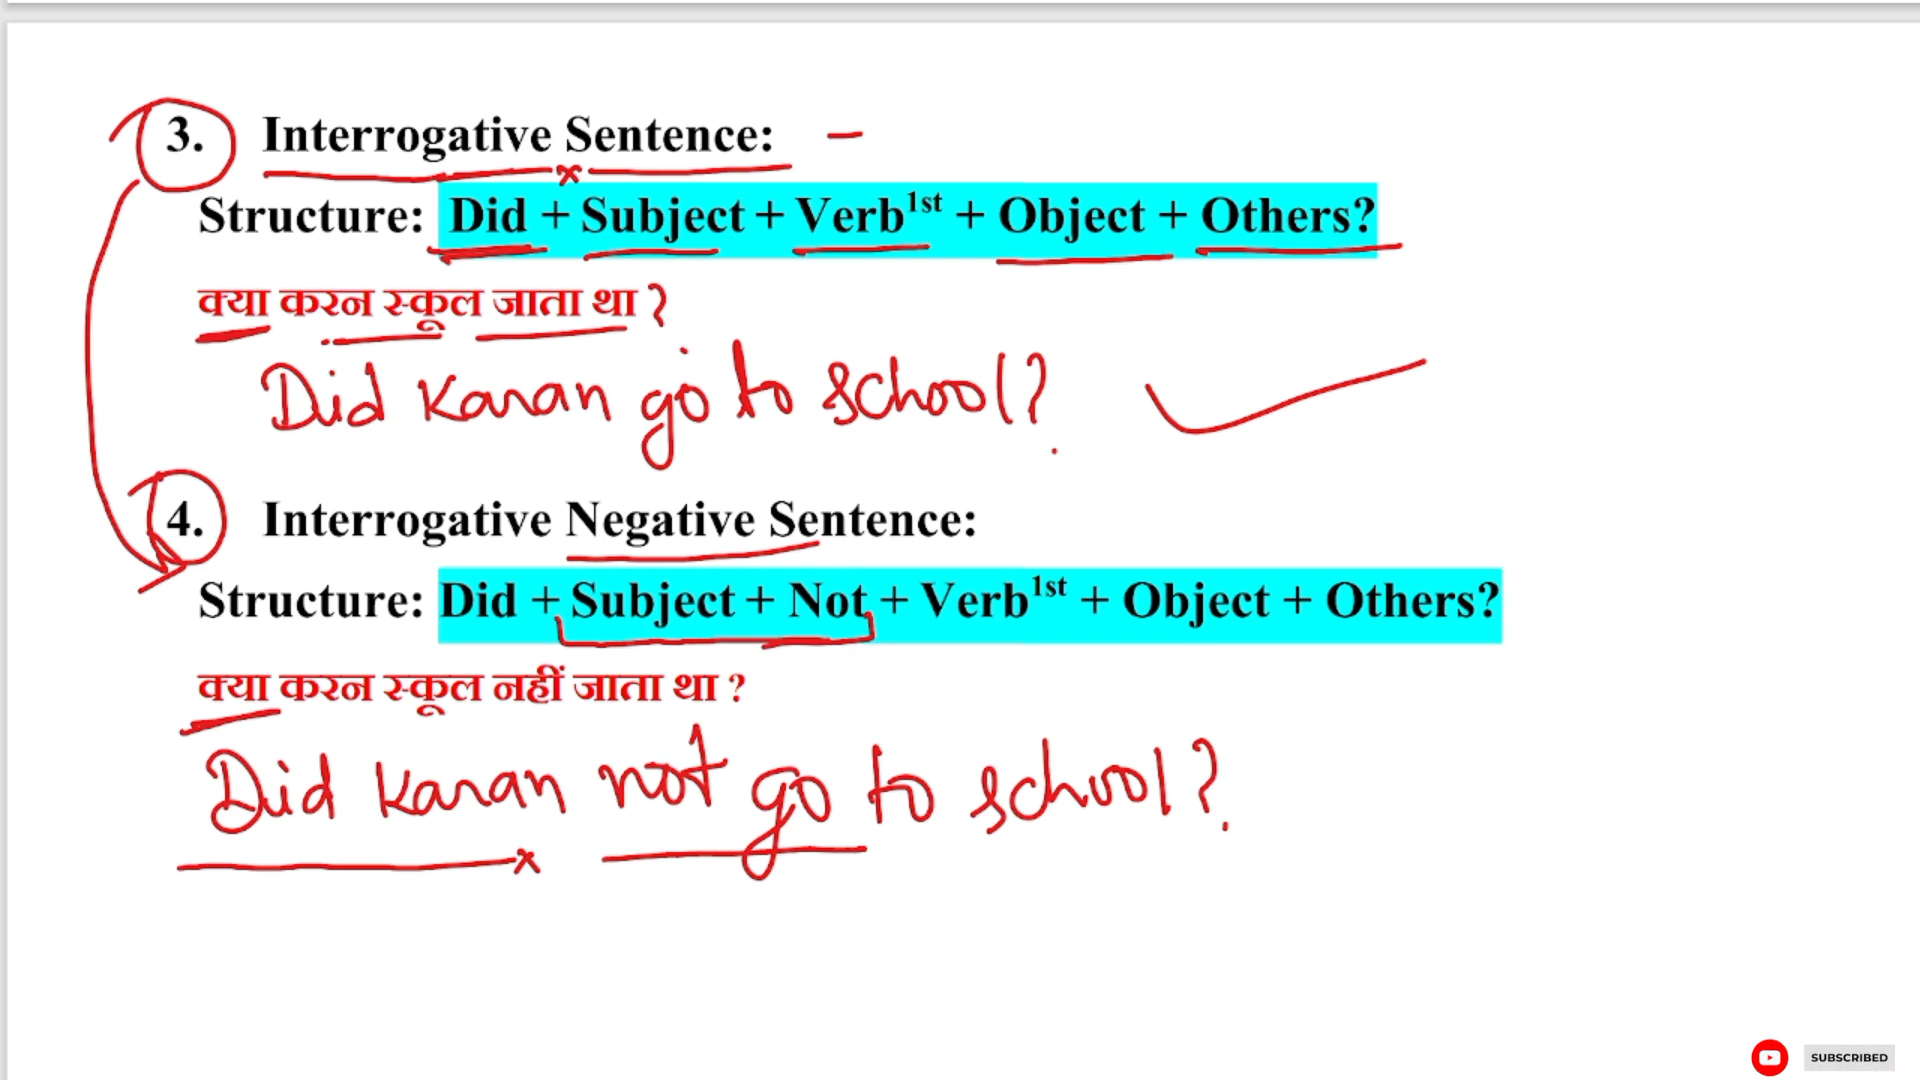 3. Interrogative Sentence: –
Structure: Did + Subject + Verb1st + Object + Others?
क्या करन स्कूल जाता था ?
Did Karan go to school?
4. Interrogative Negative Sentence:
Structure: Did + Subject + Not + Verb1st + Object + Others?
क्या करन स्कूल नहीं जाता था ?
Did Karan not go to school?
SUBSCRIBED